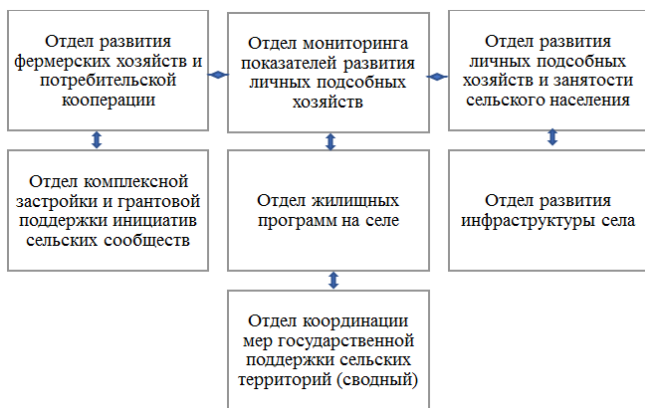 Отдел развития
фермерских хозяйств и
потребительской
кооперации
Отдел мониторинга
показателей развития
личных подсобных
хозяйств
Отдел развития
личных подсобных
хозяйств и занятости
сельского населения
Отдел комплексной
застройки и грантовой
поддержки инициатив
сельских сообществ
Отдел жилищных
программ на селе
Отдел развития
инфраструктуры села
Отдел координации
мер государственной
поддержки сельских
территорий (сводный)